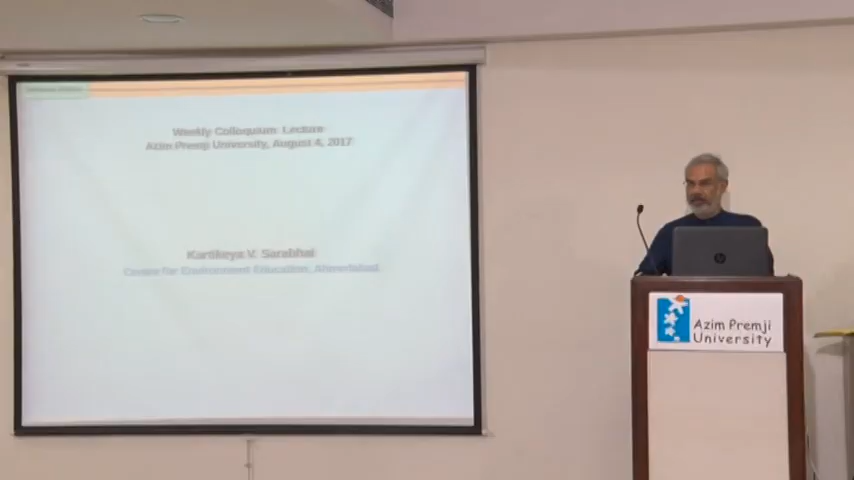 Weekly Colloquium Lecture
Azim Premji University, August 4, 2017
Kartikeya V. Sarabhai
Centre for Environment Education, Ahmedabad
hp
Azim Premji
University